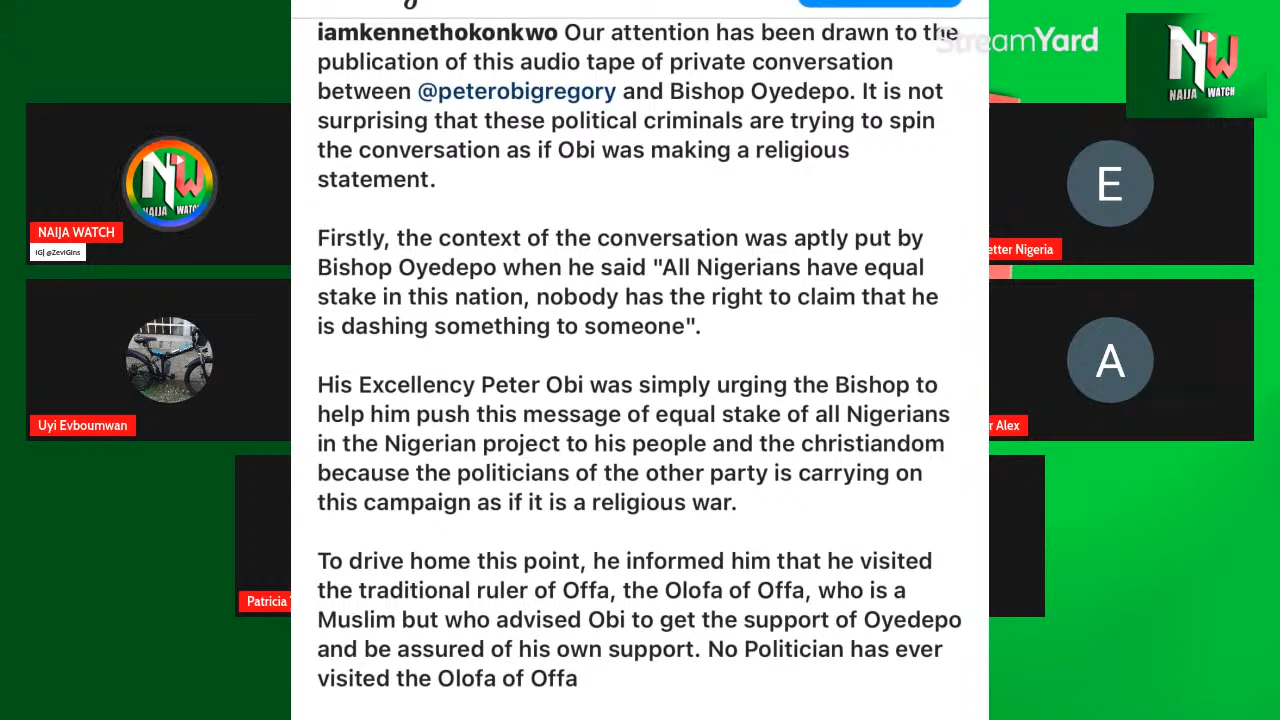 iamkennethokonkwo Our attention has been drawn to the
publication of this audio tape of private conversation
between @peterobigregory and Bishop Oyedepo. It is not
surprising that these political criminals are trying to spin
the conversation as if Obi was making a religious
statement.
Firstly, the context of the conversation was aptly put by
Bishop Oyedepo when he said "All Nigerians have equal
stake in this nation, nobody has the right to claim that he
is dashing something to someone".
His Excellency Peter Obi was simply urging the Bishop to
help him push this message of equal stake of all Nigerians
in the Nigerian project to his people and the christiandom
because the politicians of the other party is carrying on
this campaign as if it is a religious war.
To drive home this point, he informed him that he visited
the traditional ruler of Offa, the Olofa of Offa, who is a
Muslim but who advised Obi to get the support of Oyedepo
and be assured of his own support. No Politician has ever
visited the Olofa of Offa
StreamYard
NW
NAIJA WATCH
NW
NAIJA WATCH
NAIJA WATCH
IG| @ZeviGins
Uyi Evboumwan
Patricia
E
etter Nigeria
A
r Alex